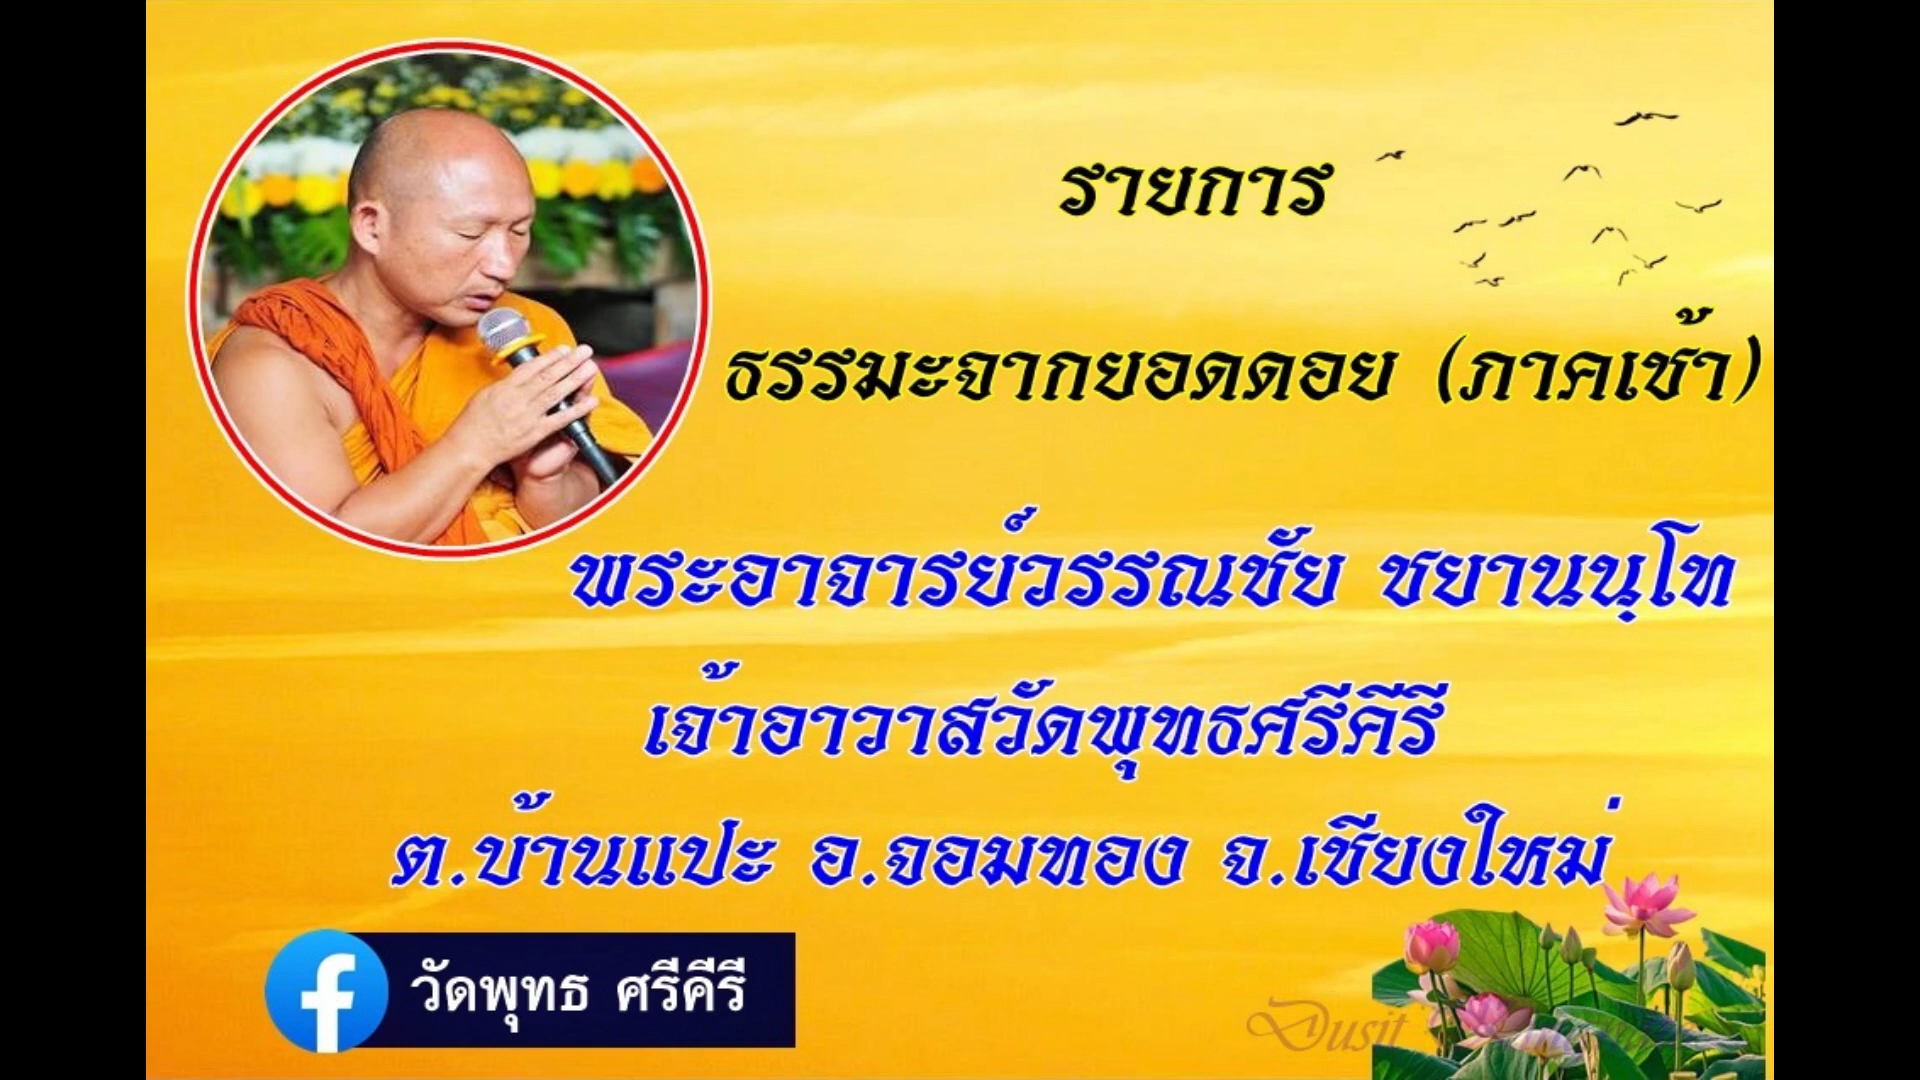 รายการ
ธรรมะจากยอดดอย (ภาคเช้า)
พระอาจารย์วรรณชัย ชยานนฺโท
เจ้าอาวาสวัดพุทธศรีคีรี
ต.บ้านแปะ อ.จอมทอง จ.เชียงใหม่
วัดพุทธ ศรีคีรี
Dusit